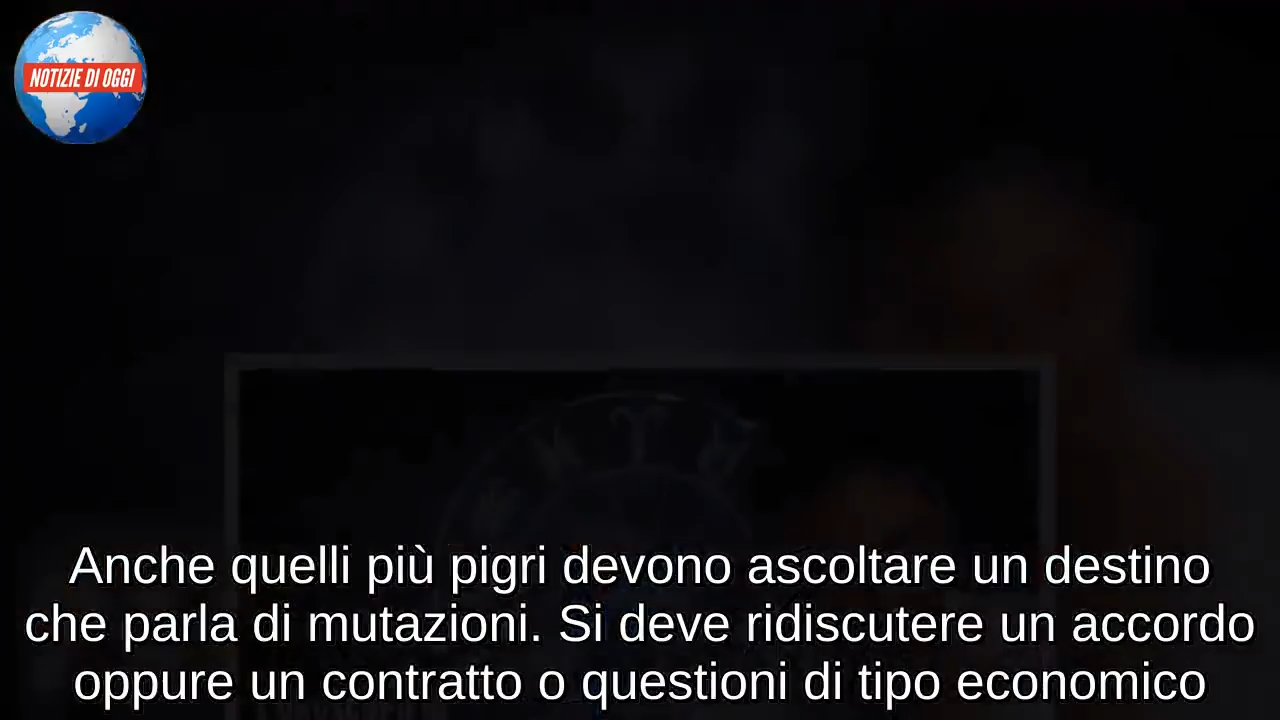 NOTIZIE DI OGGI
Anche quelli più pigri devono ascoltare un destino
che parla di mutazioni. Si deve ridiscutere un accordo
oppure un contratto o questioni di tipo economico